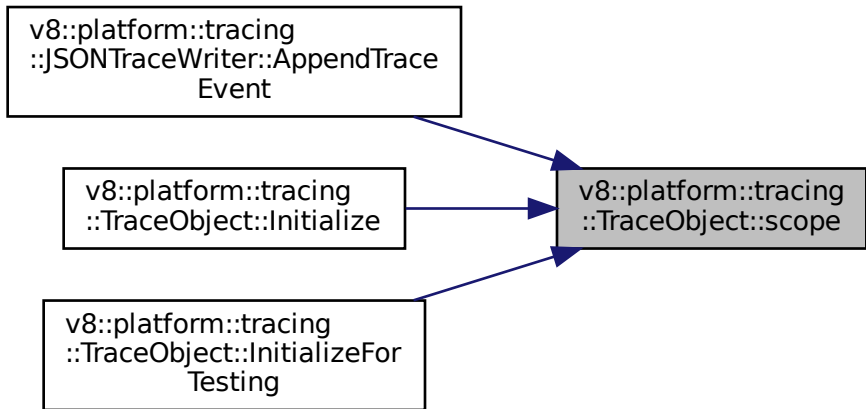 v8::platform::tracing
::JSONTraceWriter::AppendTrace
Event
v8::platform::tracing
::TraceObject::Initialize
v8::platform::tracing
::TraceObject::InitializeFor
Testing
v8::platform::tracing
::TraceObject::scope